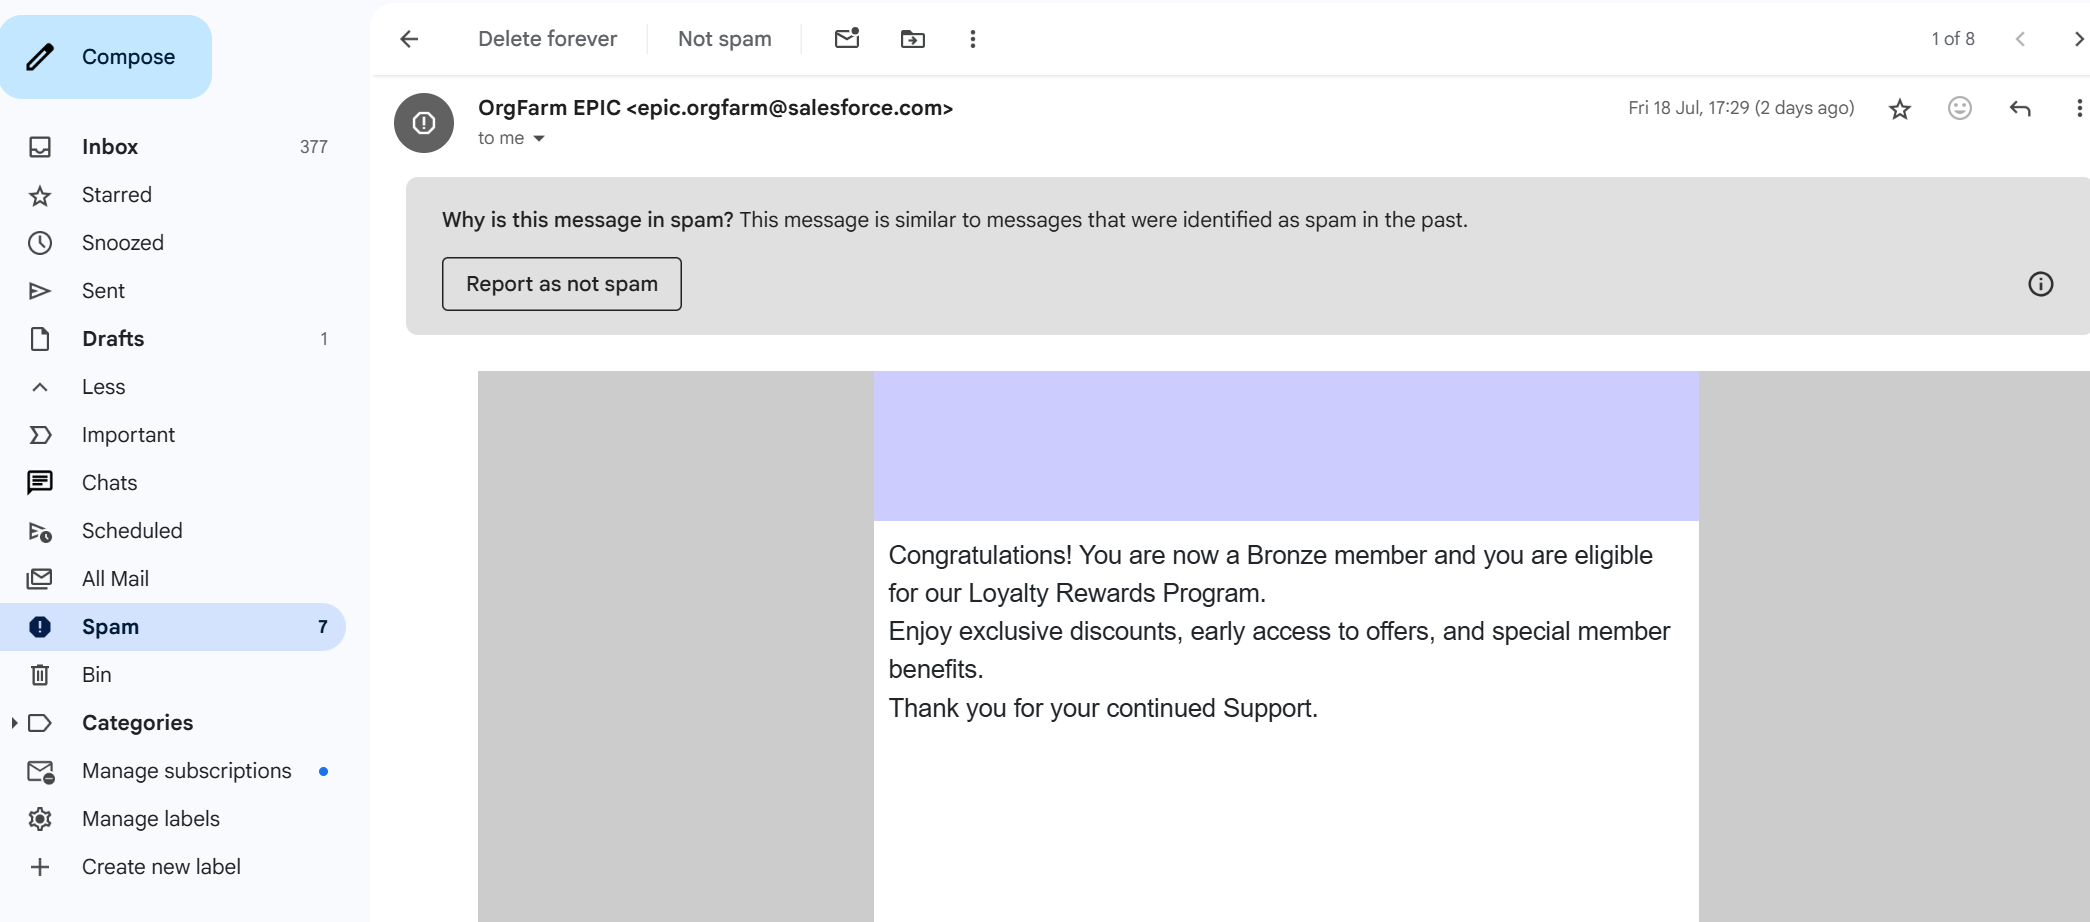 Compose
Inbox 377
Starred
Snoozed
Sent
Drafts 1
Less
Important
Chats
Scheduled
All Mail
Spam 7
Bin
Categories
Manage subscriptions
Manage labels
Create new label
Delete forever Not spam 1 of 8
OrgFarm EPIC <epic.orgfarm@salesforce.com> Fri 18 Jul, 17:29 (2 days ago)
to me
Why is this message in spam? This message is similar to messages that were identified as spam in the past.
Report as not spam
Congratulations! You are now a Bronze member and you are eligible
for our Loyalty Rewards Program.
Enjoy exclusive discounts, early access to offers, and special member
benefits.
Thank you for your continued Support.